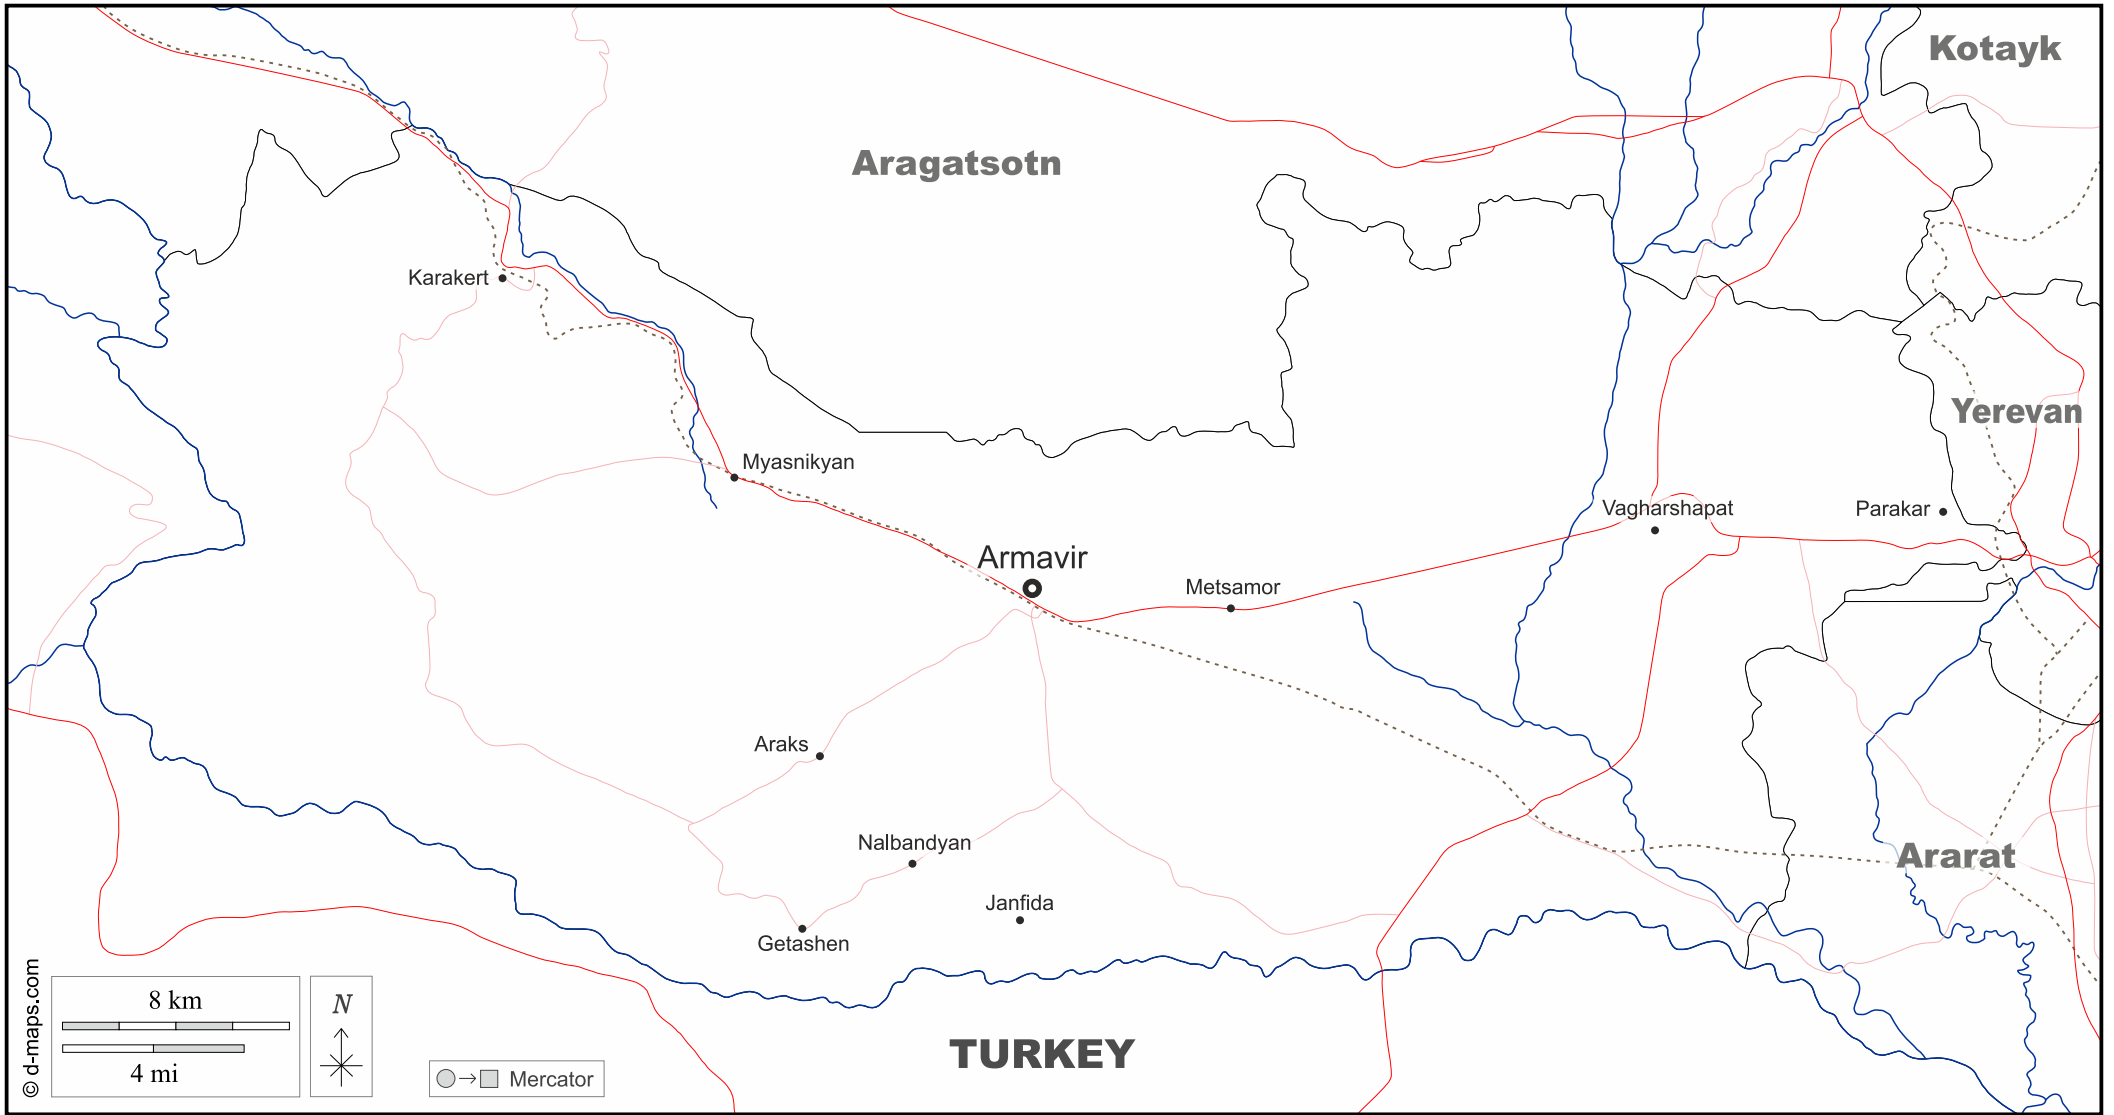 Kotayk
Aragatsotn
Karakert
Yerevan
Myasnikyan
Vagharshapat
Parakar
Armavir
Metsamor
Araks
Nalbandyan
Ararat
Janfida
Getashen
TURKEY
© d-maps.com
8 km
4 mi
N
Mercator